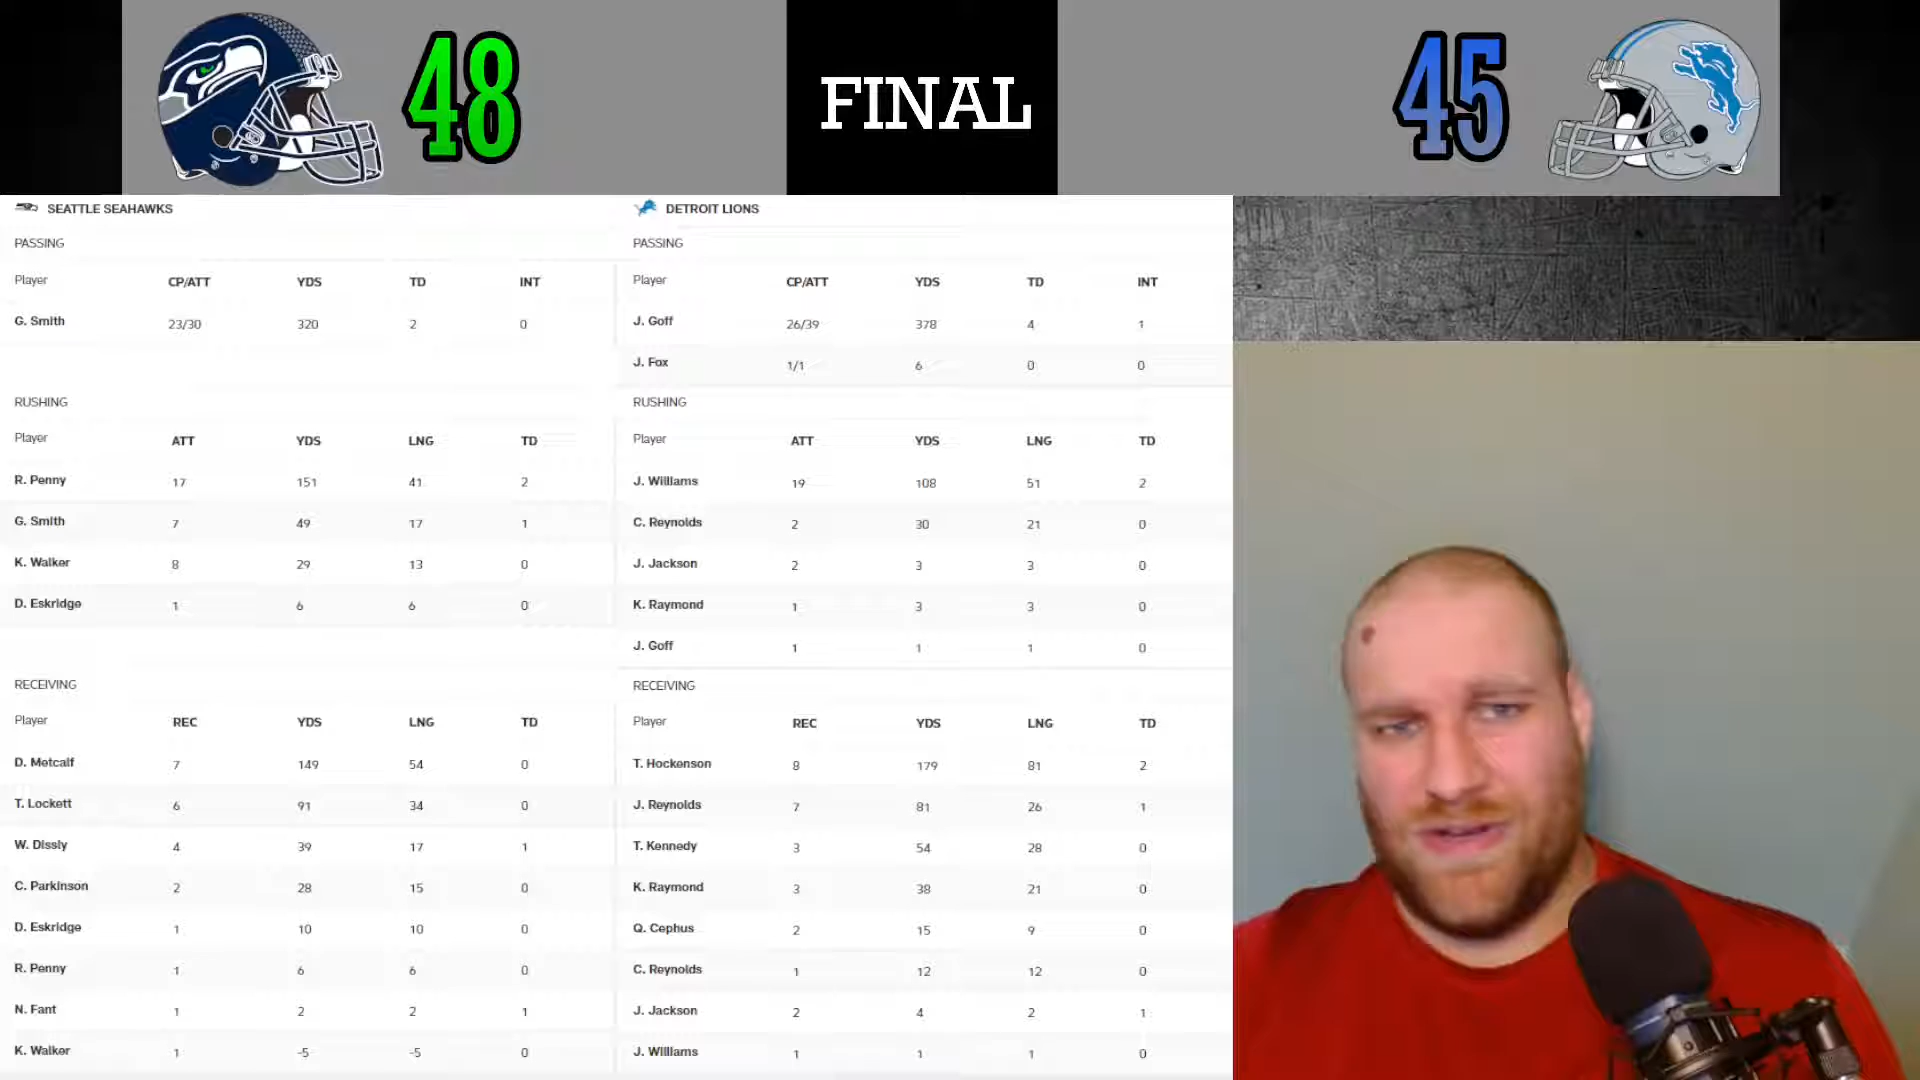 48 FINAL 45
SEATTLE SEAHAWKS
PASSING
Player CP/ATT YDS TD INT
G. Smith 23/30 320 2 0
RUSHING
Player ATT YDS LNG TD
R. Penny 17 151 41 2
G. Smith 7 49 17 1
K. Walker 8 29 13 0
D. Eskridge 1 6 6 0
RECEIVING
Player REC YDS LNG TD
D. Metcalf 7 149 54 0
T. Lockett 6 91 34 0
W. Dissly 4 39 17 1
C. Parkinson 2 28 15 0
D. Eskridge 1 10 10 0
R. Penny 1 6 6 0
N. Fant 1 2 2 1
K. Walker 1 -5 -5 0
DETROIT LIONS
PASSING
Player CP/ATT YDS TD INT
J. Goff 26/39 378 4 1
J. Fox 1/1 6 0 0
RUSHING
Player ATT YDS LNG TD
J. Williams 19 108 51 2
C. Reynolds 2 30 21 0
J. Jackson 2 3 3 0
K. Raymond 1 3 3 0
J. Goff 1 1 1 0
RECEIVING
Player REC YDS LNG TD
T. Hockenson 8 179 81 2
J. Reynolds 7 81 26 1
T. Kennedy 3 54 28 0
K. Raymond 3 38 21 0
Q. Cephus 2 15 9 0
C. Reynolds 1 12 12 0
J. Jackson 2 4 2 1
J. Williams 1 1 1 0